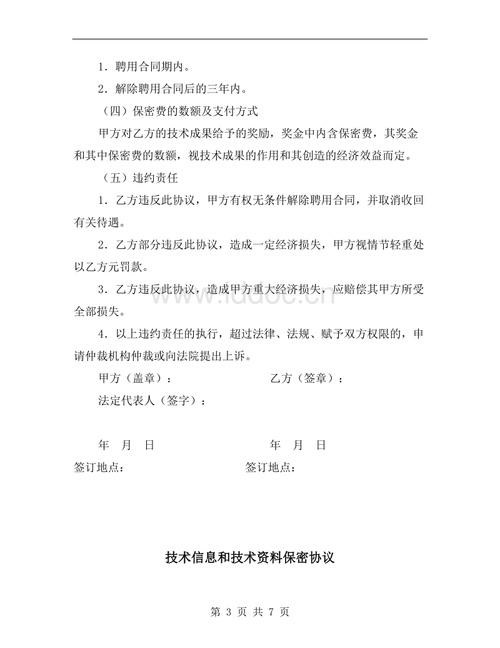 1．聘用合同期内。
2．解除聘用合同后的三年内。
（四）保密费的数额及支付方式
甲方对乙方的技术成果给予的奖励，奖金中内含保密费，其奖金
和其中保密费的数额，视技术成果的作用和其创造的经济效益而定。
（五）违约责任
1．乙方违反此协议，甲方有权无条件解除聘用合同，并取消收回
有关待遇。
2．乙方部分违反此协议，造成一定经济损失，甲方视情节轻重处
以乙方元罚款。
3．乙方违反此协议，造成甲方重大经济损失，应赔偿其甲方所受
全部损失。
4．以上违约责任的执行，超过法律、法规、赋予双方权限的，申
请仲裁机构仲裁或向法院提出上诉。
甲方（盖章）： 乙方（签章）：
法定代表人（签字）：
年 月 日 年 月 日
签订地点： 签订地点：
技术信息和技术资料保密协议
第 3 页 共 7 页